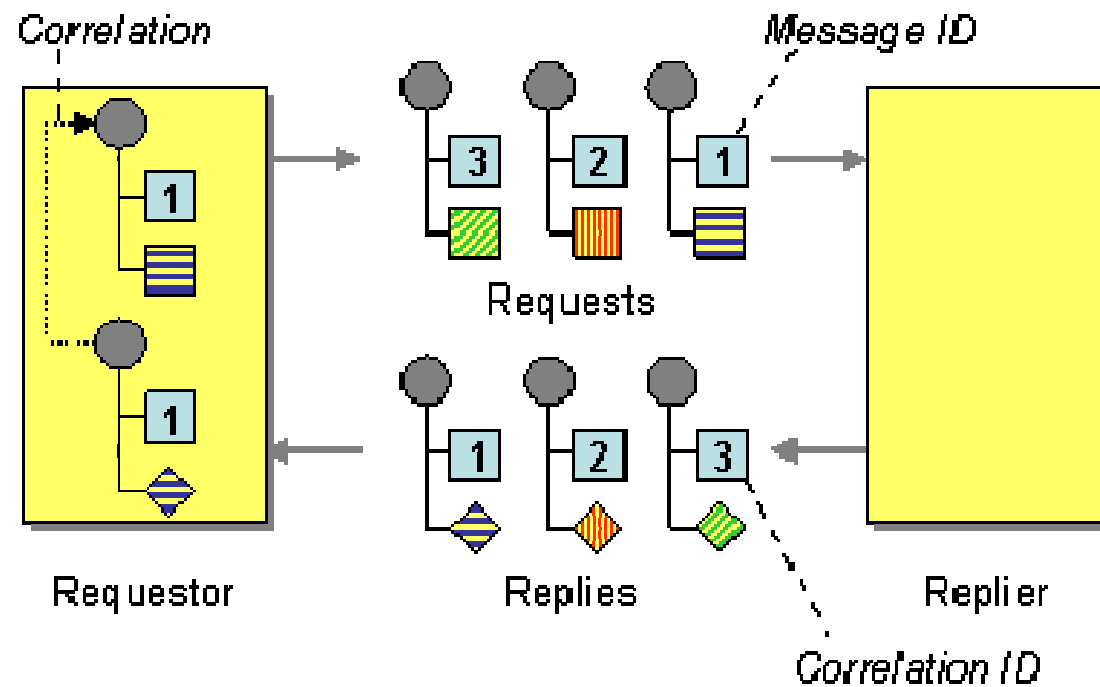 Correlation
Message ID
1
3 2 1
Requests
1
1 2 3
Requestor
Replies
Replier
Correlation ID